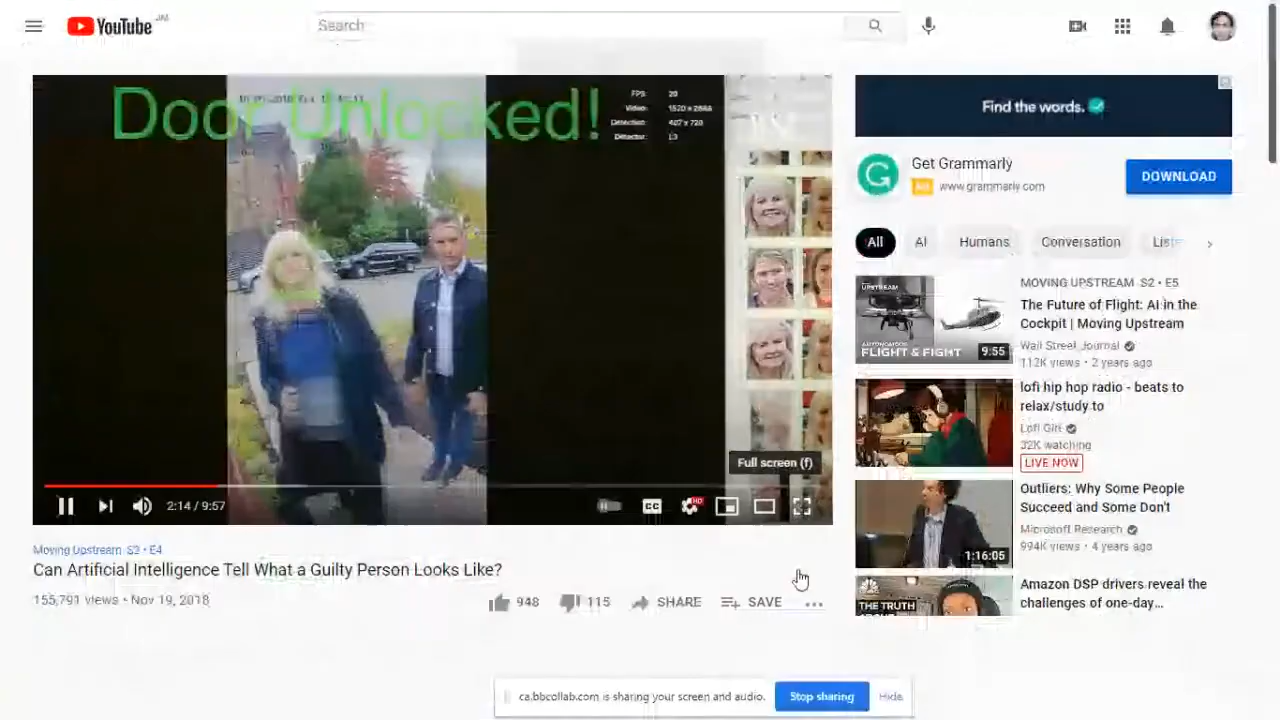 YouTube JM
Search
Door Unlocked!
FPS: 20
Video:
Detection:
Detector:
Full screen (f)
CC
HD
2:14 / 9:57
Moving Upstream S2 • E4
Can Artificial Intelligence Tell What a Guilty Person Looks Like?
155,791 views • Nov 19, 2018
948
115
SHARE
SAVE
Find the words.
Get Grammarly
Ad www.grammarly.com
DOWNLOAD
All
AI
Humans
Conversation
UPSTREAM
FLIGHT & FIGHT
9:55
MOVING UPSTREAM S2 • E5
The Future of Flight: AI in the
Cockpit | Moving Upstream
Wall Street Journal
112K views • 2 years ago
lofi hip hop radio - beats to
relax/study to
Lofi Girl
32K watching
LIVE NOW
1:16:05
Outliers: Why Some People
Succeed and Some Don't
Microsoft Research
994K views • 4 years ago
THE TRUTH
Amazon DSP drivers reveal the
challenges of one-day…
ca.bbcollab.com is sharing your screen and audio.
Stop sharing
Hide